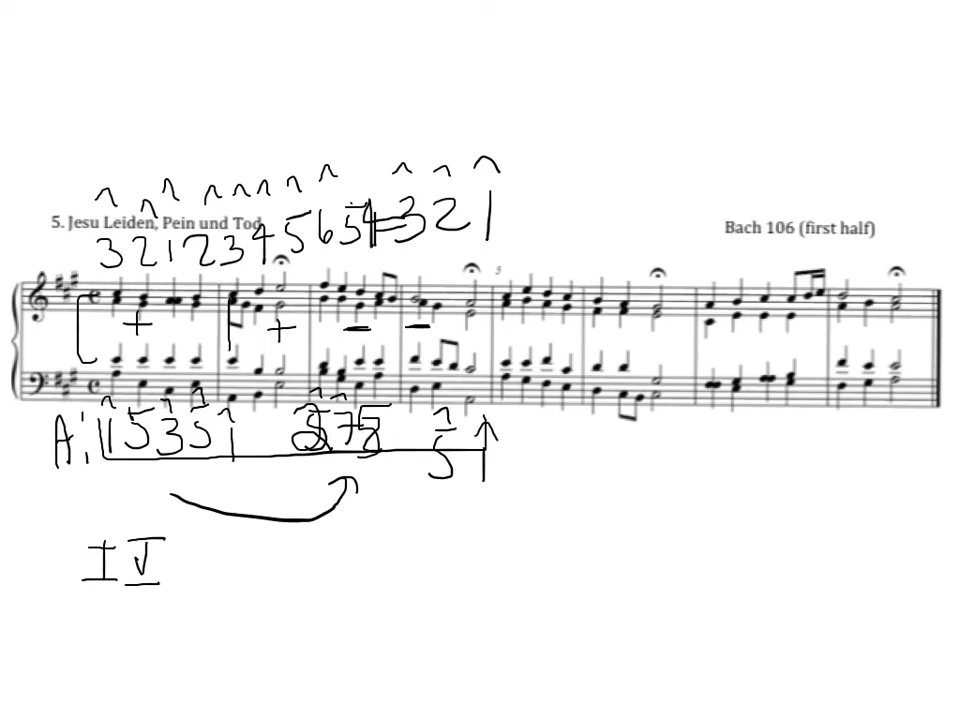 5. Jesu Leiden, Pein und Tod
Bach 106 (first half)
3 2 1 2 3 4 5 6 5 4 3 2 1
5
A: 1 5 3 5 1 7 5 1
I V